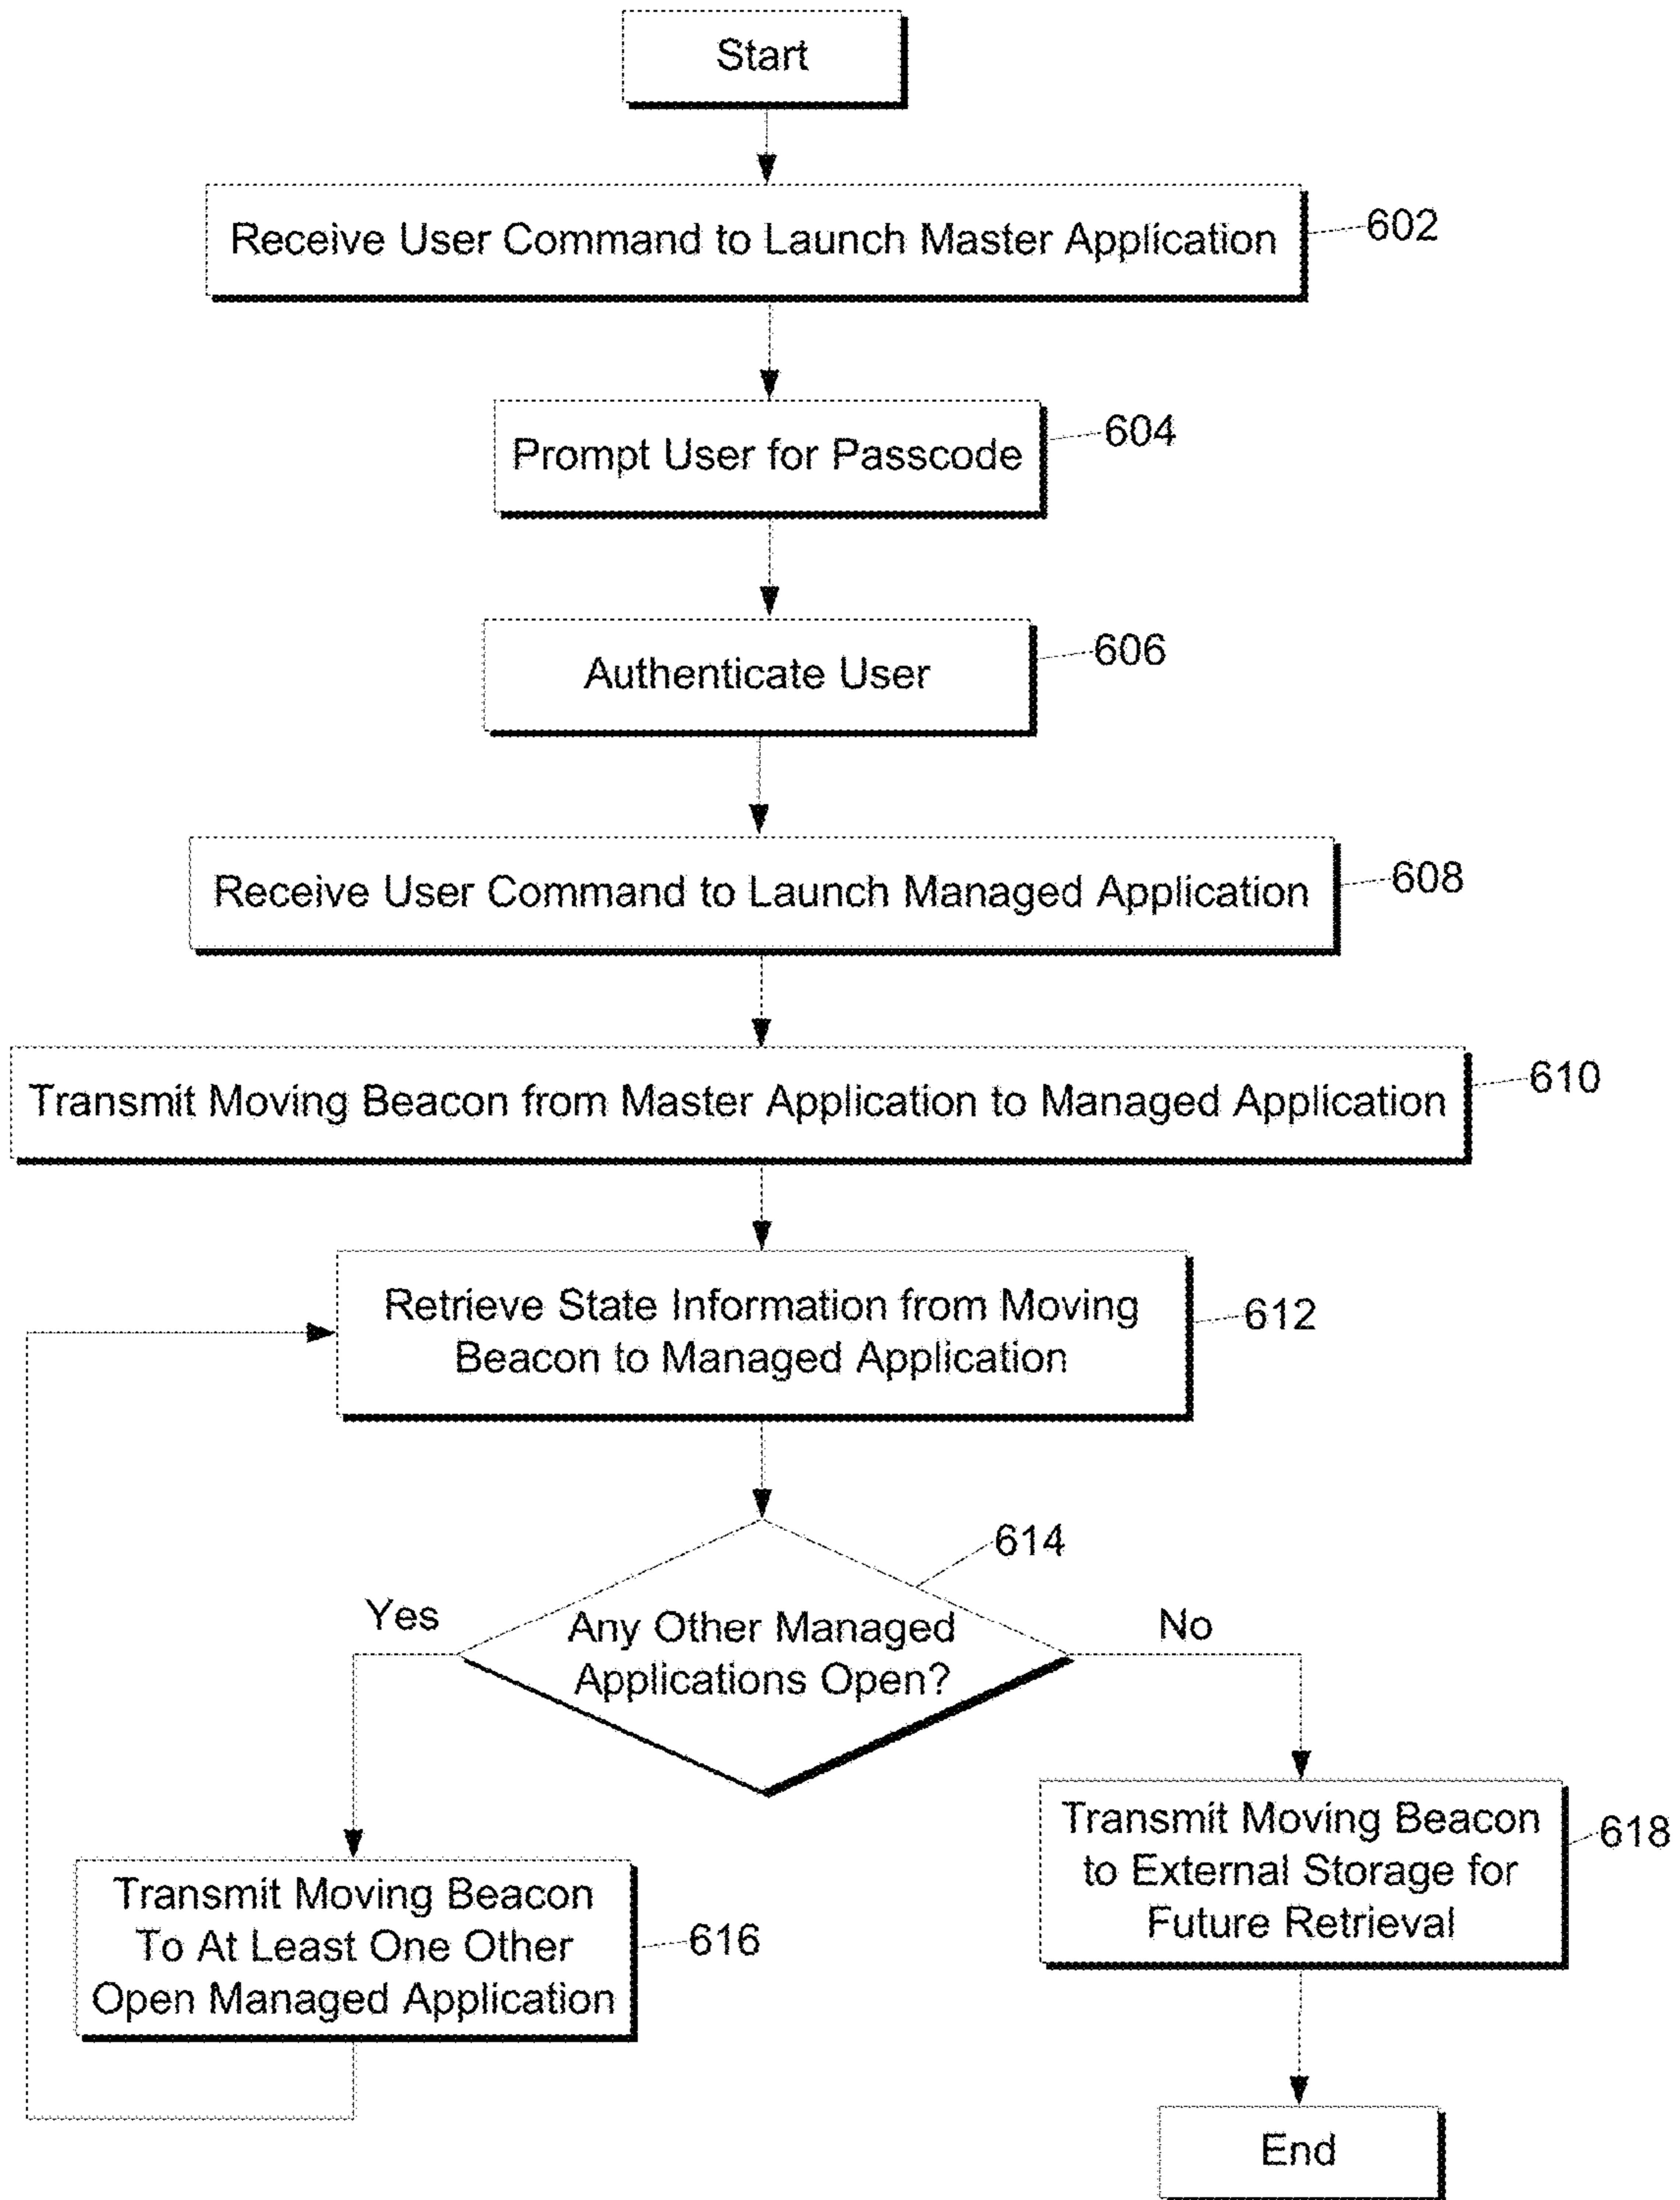 Start
Receive User Command to Launch Master Application
602
Prompt User for Passcode
604
Authenticate User
606
Receive User Command to Launch Managed Application
608
Transmit Moving Beacon from Master Application to Managed Application
610
Retrieve State Information from Moving
Beacon to Managed Application
612
614
Yes
Any Other Managed
Applications Open?
No
Transmit Moving Beacon
To At Least One Other
Open Managed Application
616
Transmit Moving Beacon
to External Storage for
Future Retrieval
618
End